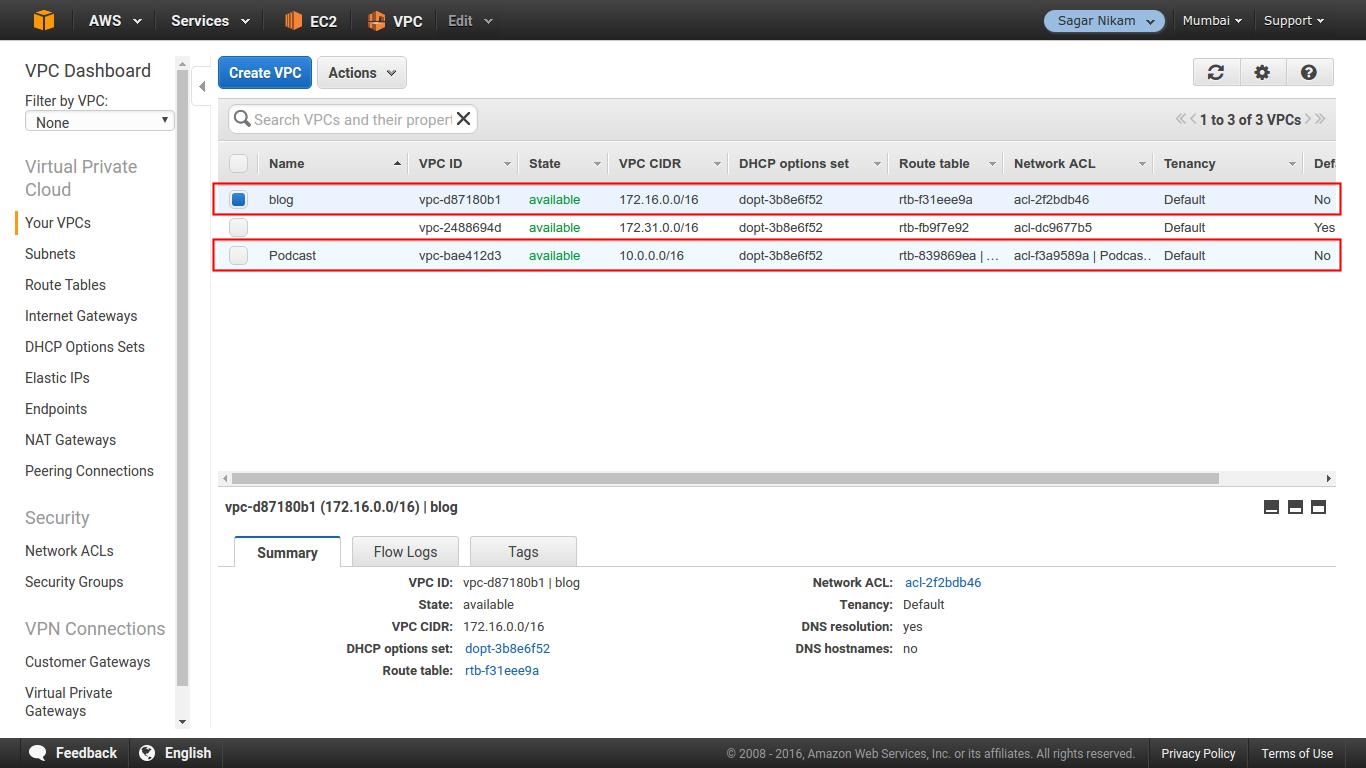 AWS Services EC2 VPC Edit Sagar Nikam Mumbai Support
VPC Dashboard
Filter by VPC:
None
Virtual Private
Cloud
Your VPCs
Subnets
Route Tables
Internet Gateways
DHCP Options Sets
Elastic IPs
Endpoints
NAT Gateways
Peering Connections
Security
Network ACLs
Security Groups
VPN Connections
Customer Gateways
Virtual Private
Gateways
Create VPC Actions
Search VPCs and their propert
1 to 3 of 3 VPCs
Name VPC ID State VPC CIDR DHCP options set Route table Network ACL Tenancy Def
blog vpc-d87180b1 available 172.16.0.0/16 dopt-3b8e6f52 rtb-f31eee9a acl-2f2bdb46 Default No
vpc-2488694d available 172.31.0.0/16 dopt-3b8e6f52 rtb-fb9f7e92 acl-dc9677b5 Default Yes
Podcast vpc-bae412d3 available 10.0.0.0/16 dopt-3b8e6f52 rtb-839869ea | ... acl-f3a9589a | Podcas.. Default No
vpc-d87180b1 (172.16.0.0/16) | blog
Summary Flow Logs Tags
VPC ID: vpc-d87180b1 | blog
State: available
VPC CIDR: 172.16.0.0/16
DHCP options set: dopt-3b8e6f52
Route table: rtb-f31eee9a
Network ACL: acl-2f2bdb46
Tenancy: Default
DNS resolution: yes
DNS hostnames: no
Feedback English © 2008 - 2016, Amazon Web Services, Inc. or its affiliates. All rights reserved. Privacy Policy Terms of Use